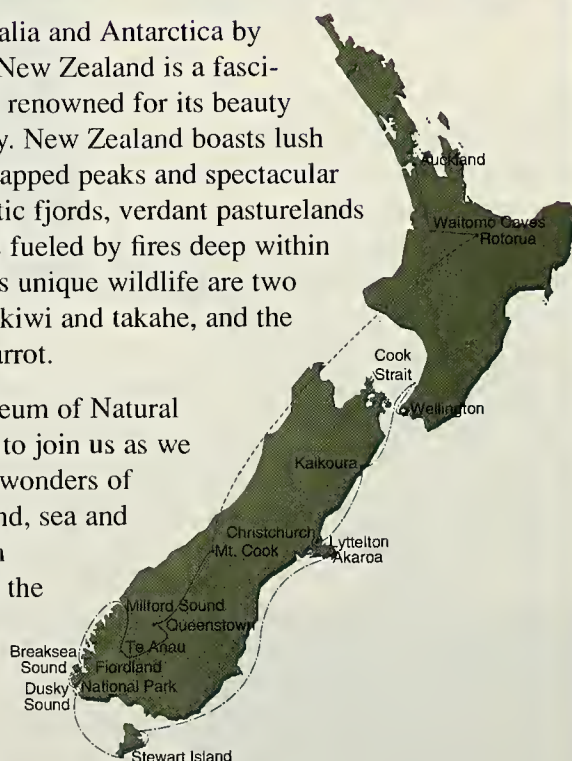 alia and Antarctica by
New Zealand is a fasci-
renowned for its beauty
y. New Zealand boasts lush
apped peaks and spectacular
tic fjords, verdant pasturelands
fueled by fires deep within
s unique wildlife are two
kiwi and takahe, and the
arrot.
eum of Natural
to join us as we
wonders of
nd, sea and
the
Auckland
Waitomo Caves
Rotorua
Cook
Strait
Wellington
Kaikoura
Christchurch
Lyttelton
Mt. Cook
Akaroa
Milford Sound
Queenstown
Te Anau
Breaksea
Sound
Fiordland
National Park
Dusky
Sound
Stewart Island